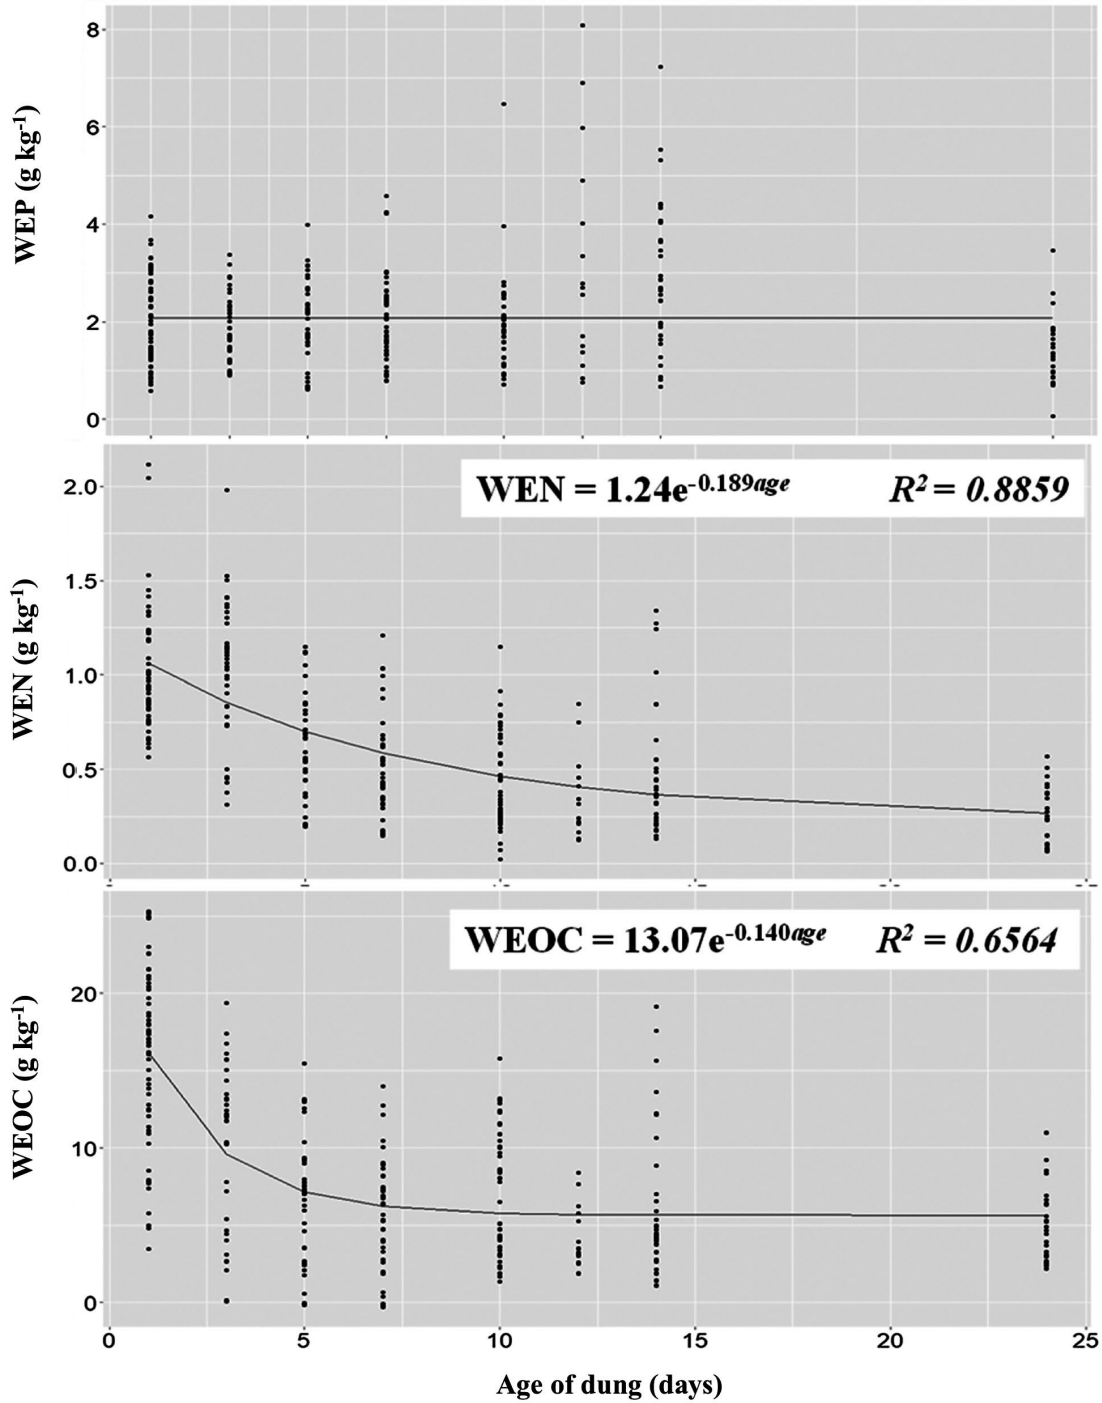 8
6
4
2
0
WEP (g kg-1)
WEN = 1.24e-0.189age R2 = 0.8859
2.0
1.5
1.0
0.5
0.0
WEN (g kg-1)
WEOC = 13.07e-0.140age R2 = 0.6564
20
10
0
WEOC (g kg-1)
0 5 10 15 20 25
Age of dung (days)